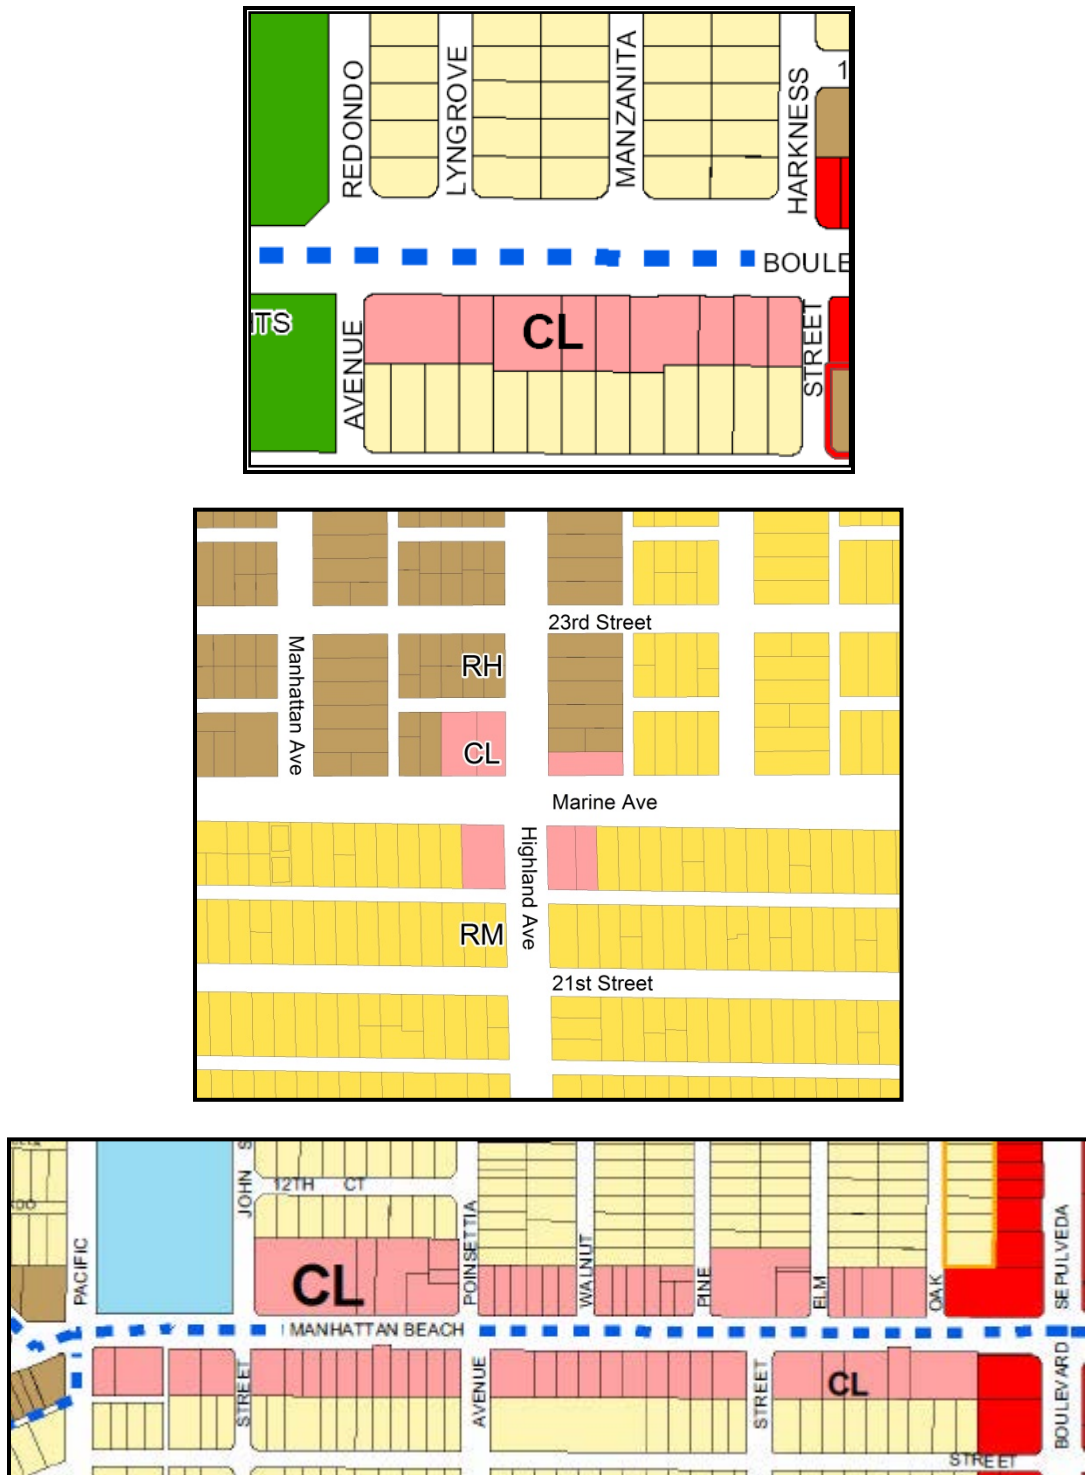 REDONDO
LYNGROVE
MANZANITA
HARKNESS
1
BOULE
ITS
AVENUE
CL
STREET
23rd Street
Manhattan Ave
RH
CL
Marine Ave
Highland Ave
RM
21st Street
JOHN S
12TH CT
PACIFIC
POINSETTIA
WALNUT
PINE
ELM
OAK
SEPULVEDA
CL
MANHATTAN BEACH
STREET
AVENUE
STREET
CL
BOULEVARD
STREET